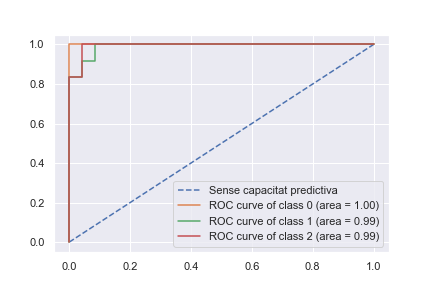 1.0
0.8
0.6
0.4
0.2
0.0
Sense capacitat predictiva
ROC curve of class 0 (area = 1.00)
ROC curve of class 1 (area = 0.99)
ROC curve of class 2 (area = 0.99)
0.0 0.2 0.4 0.6 0.8 1.0